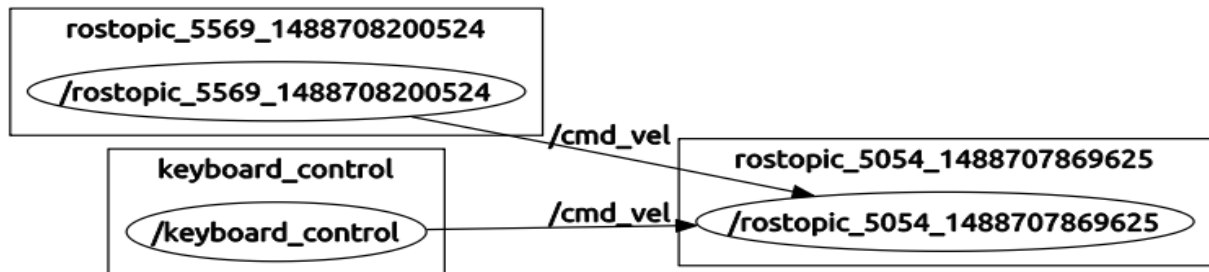 rostopic_5569_1488708200524
/rostopic_5569_1488708200524
/cmd_vel
keyboard_control
/keyboard_control
/cmd_vel
rostopic_5054_1488707869625
/rostopic_5054_1488707869625